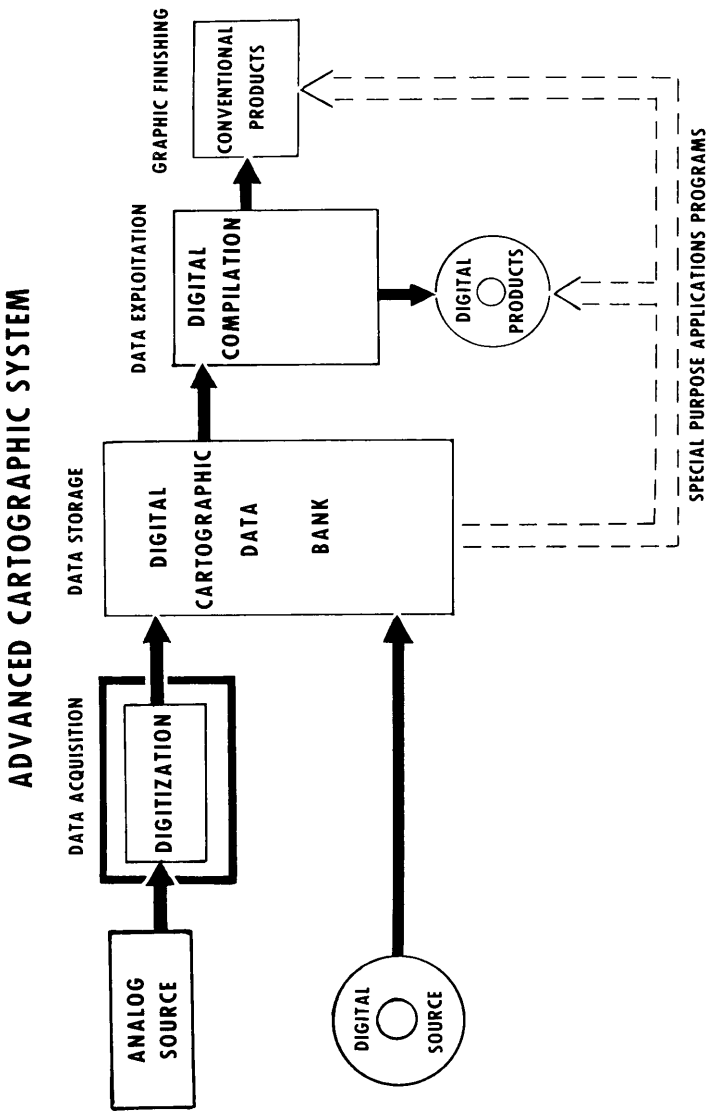 ADVANCED CARTOGRAPHIC SYSTEM
DATA ACQUISITION
DATA STORAGE
DATA EXPLOITATION
GRAPHIC FINISHING
ANALOG
SOURCE
DIGITIZATION
DIGITAL
CARTOGRAPHIC
DATA
BANK
DIGITAL
COMPILATION
CONVENTIONAL
PRODUCTS
DIGITAL
SOURCE
DIGITAL
PRODUCTS
SPECIAL PURPOSE APPLICATIONS PROGRAMS